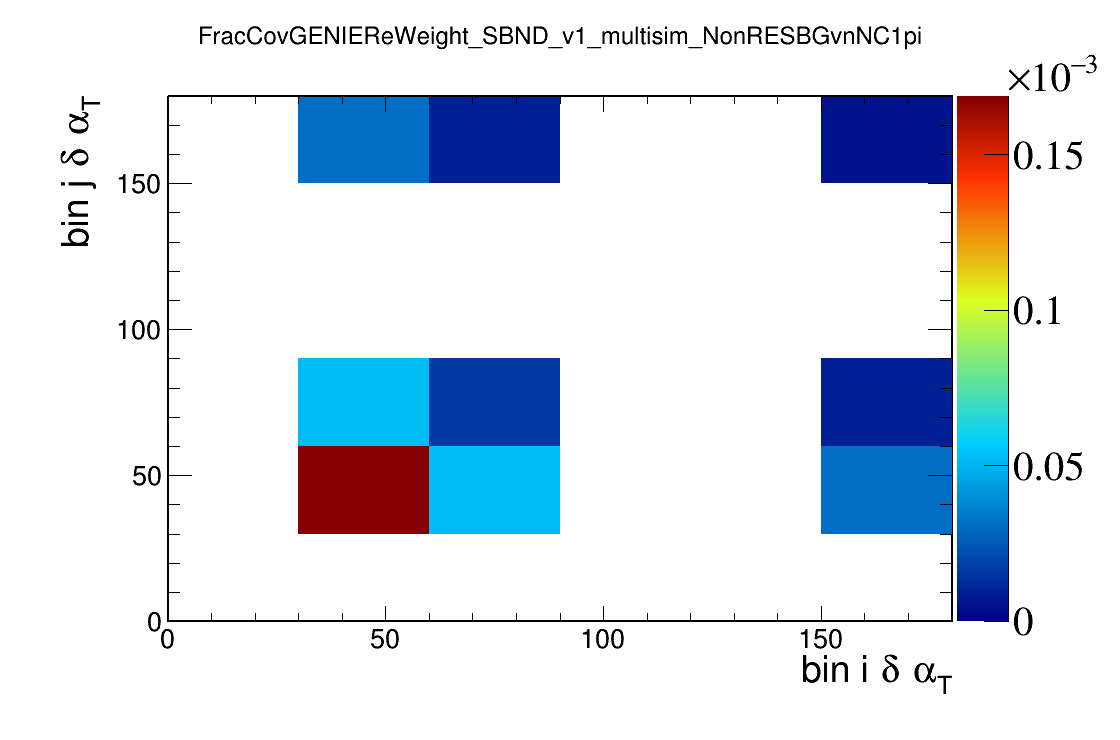 FracCovGENIEReWeight_SBND_v1_multisim_NonRESBGvnNC1pi
×10⁻³
bin j δ α_T
150
100
50
0
0.15
0.1
0.05
0
0 50 100 150
bin i δ α_T